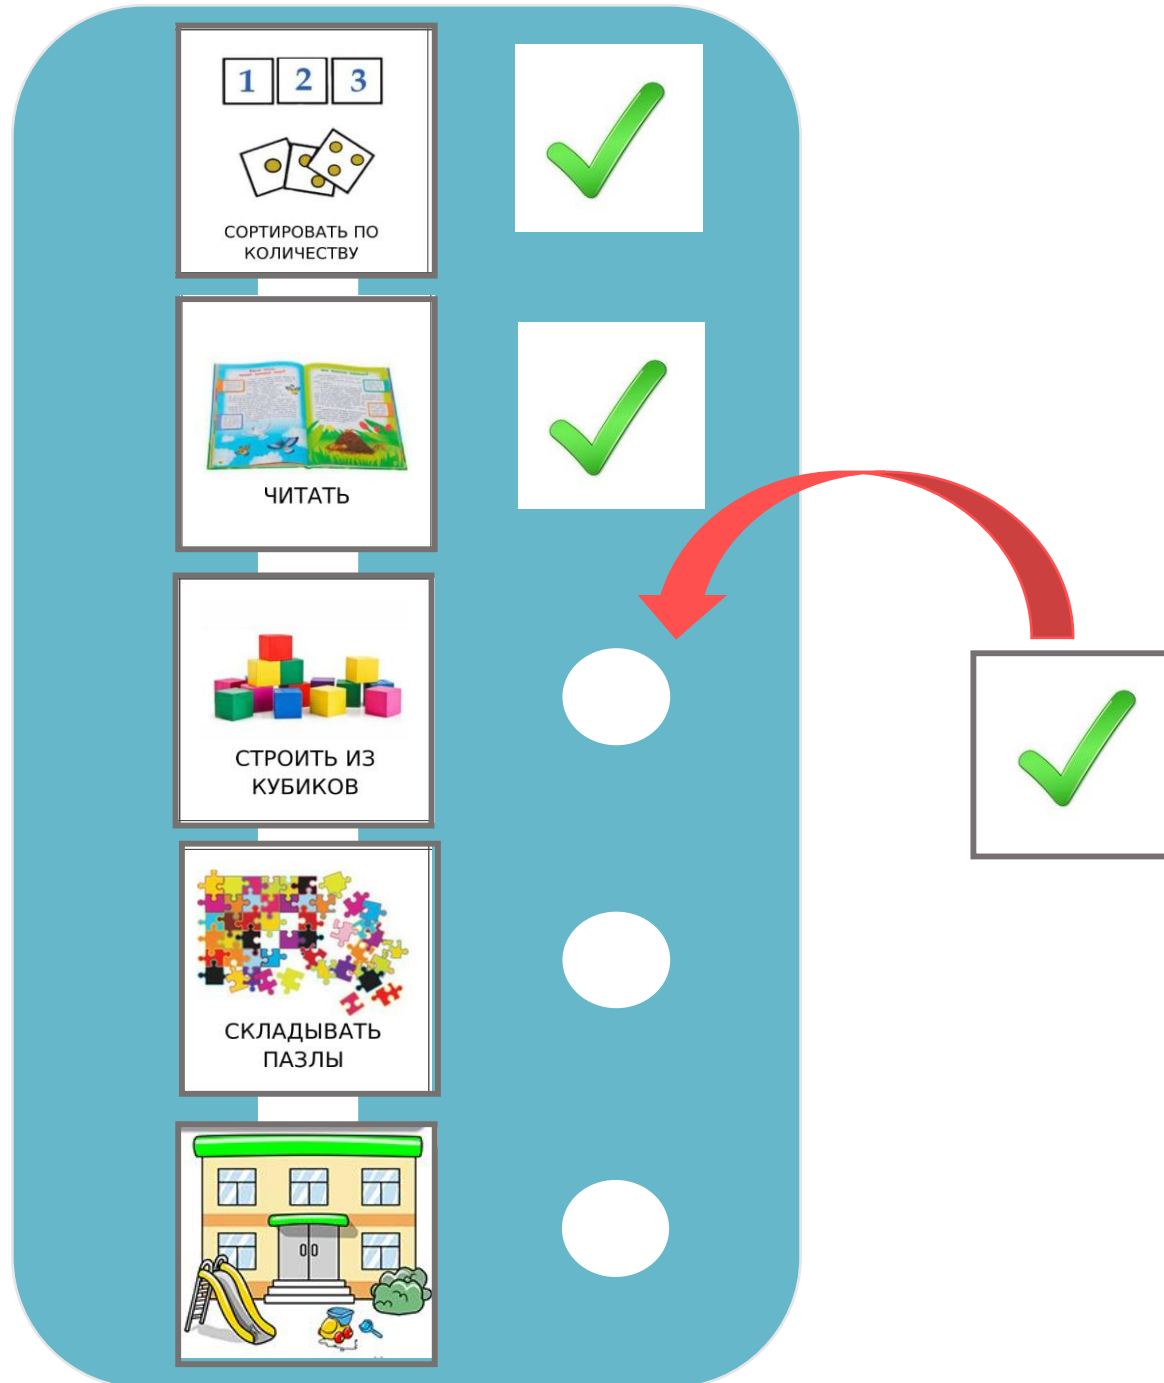 1 2 3
СОРТИРОВАТЬ ПО
КОЛИЧЕСТВУ
ЧИТАТЬ
СТРОИТЬ ИЗ
КУБИКОВ
СКЛАДЫВАТЬ
ПАЗЛЫ